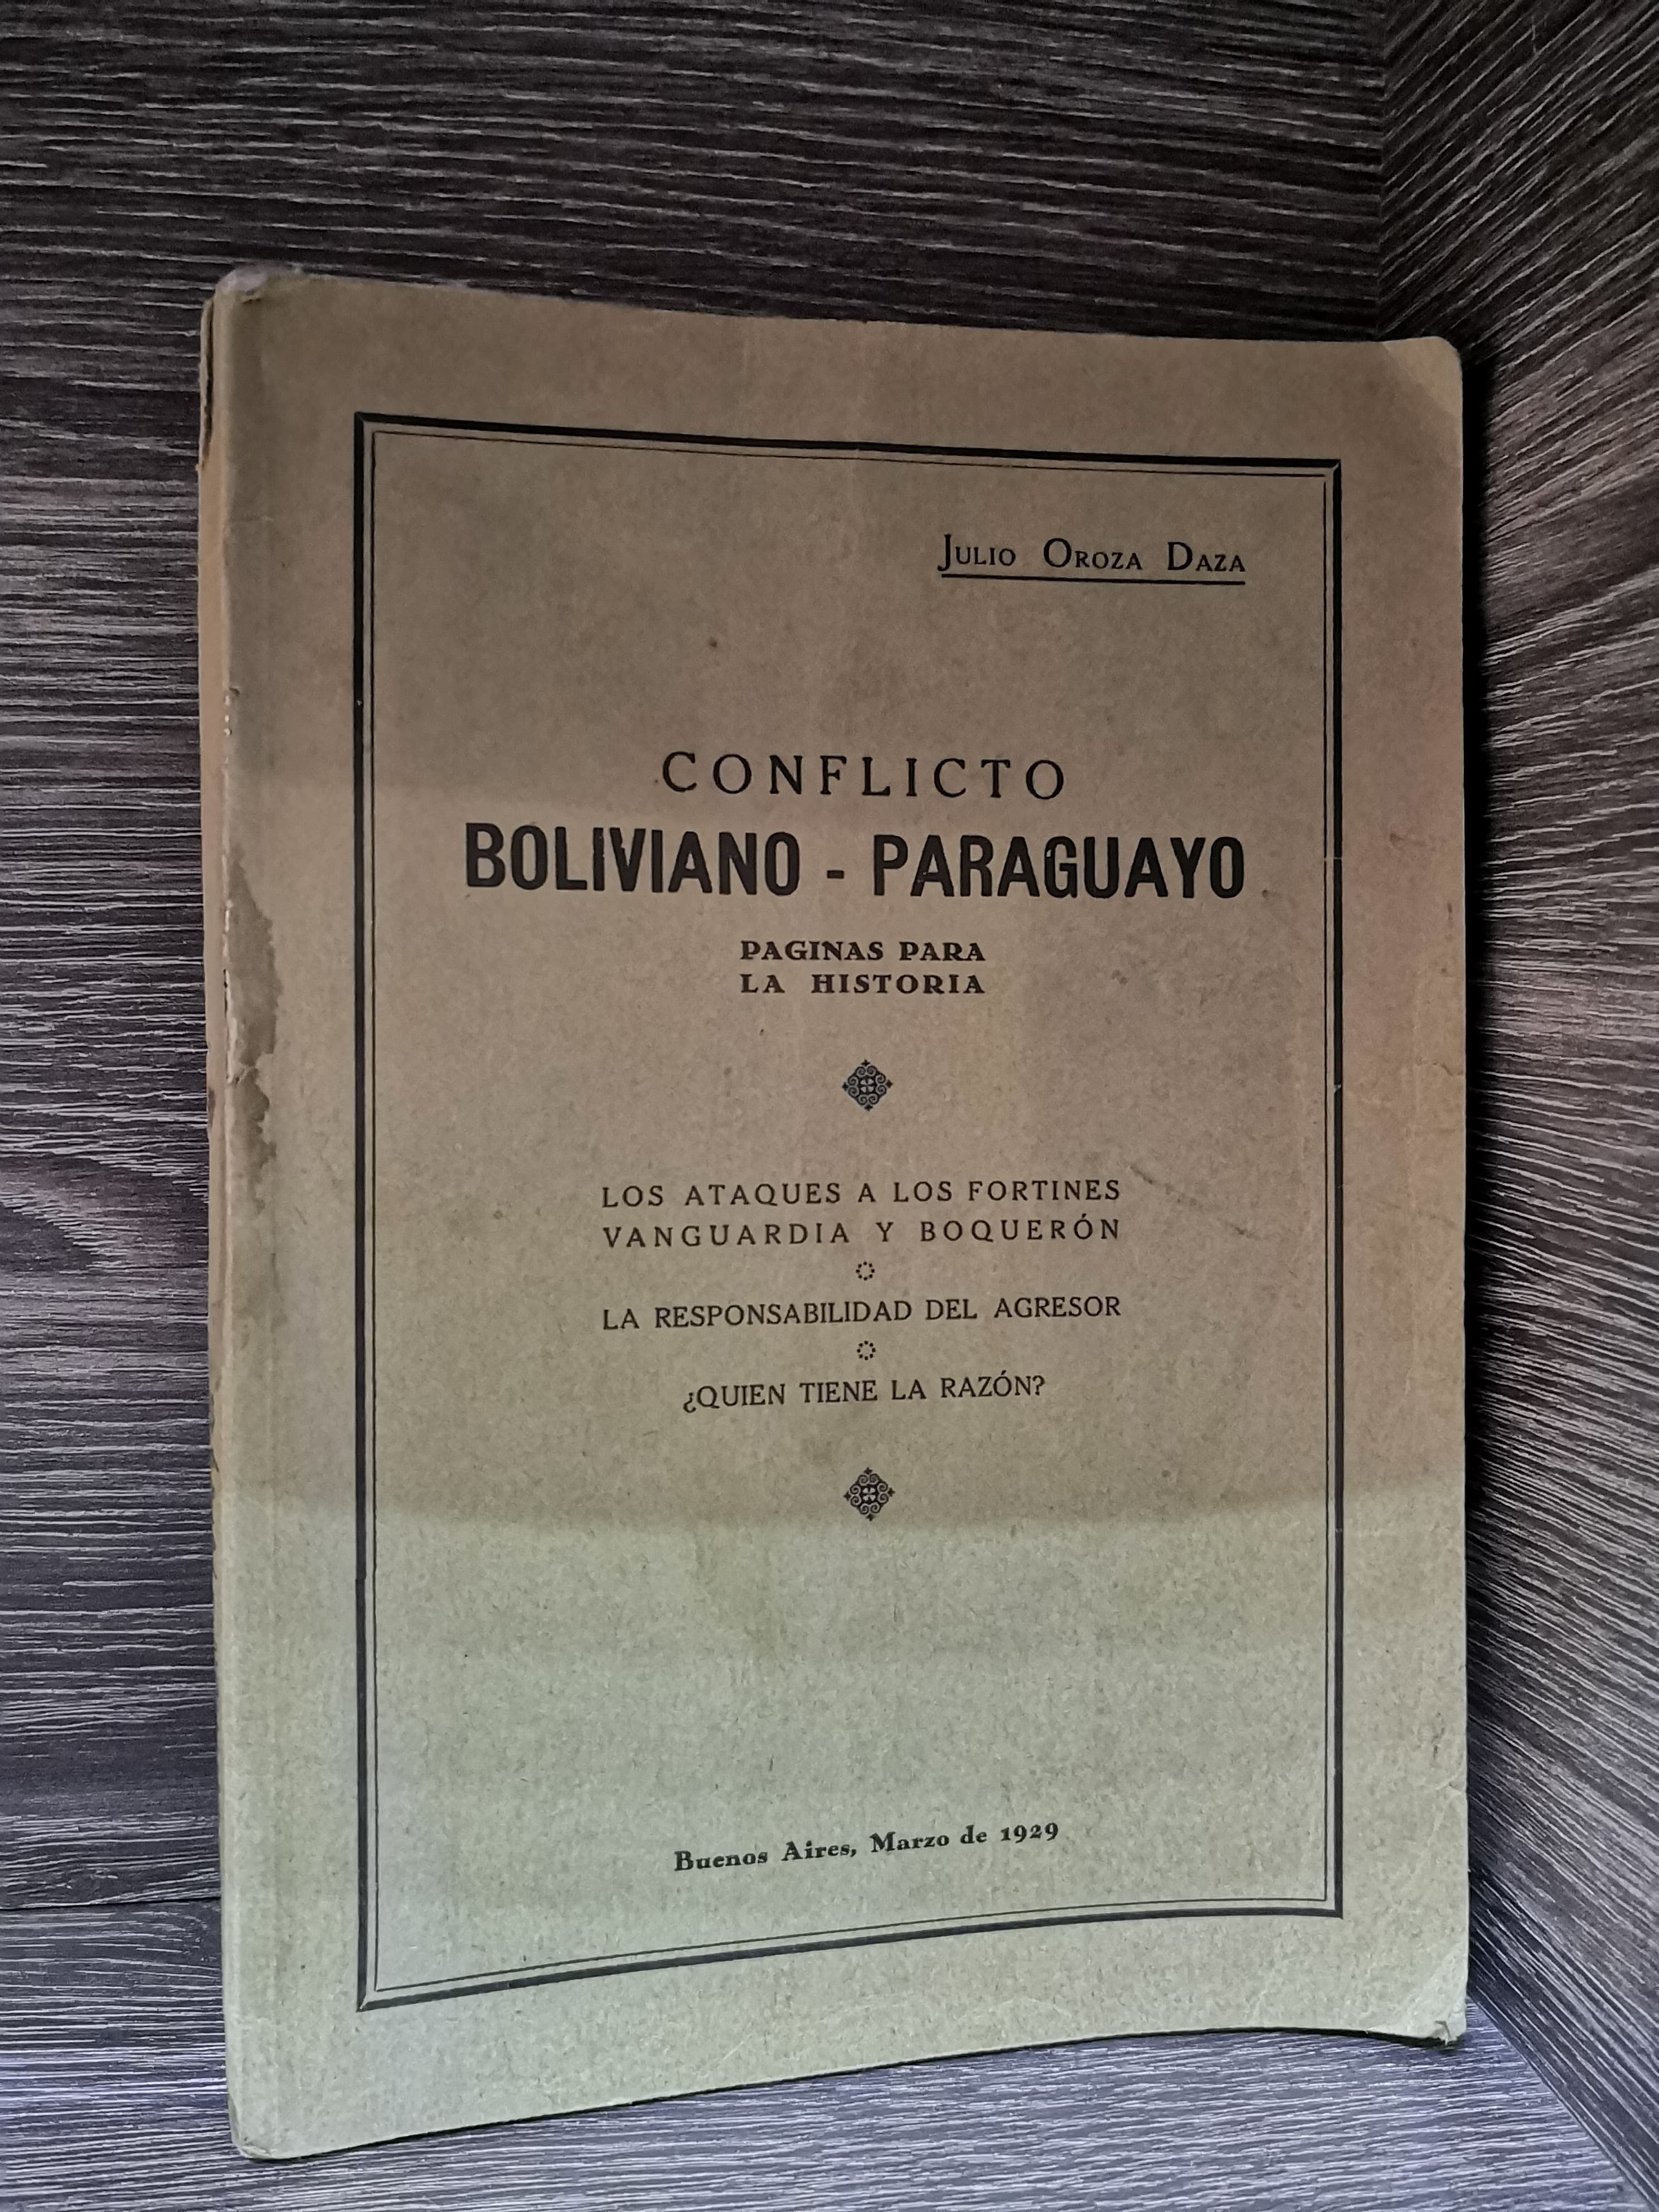 Julio Oroza Daza
CONFLICTO
BOLIVIANO - PARAGUAYO
PAGINAS PARA
LA HISTORIA
LOS ATAQUES A LOS FORTINES
VANGUARDIA Y BOQUERÓN
LA RESPONSABILIDAD DEL AGRESOR
¿QUIEN TIENE LA RAZÓN?
Buenos Aires, Marzo de 1929